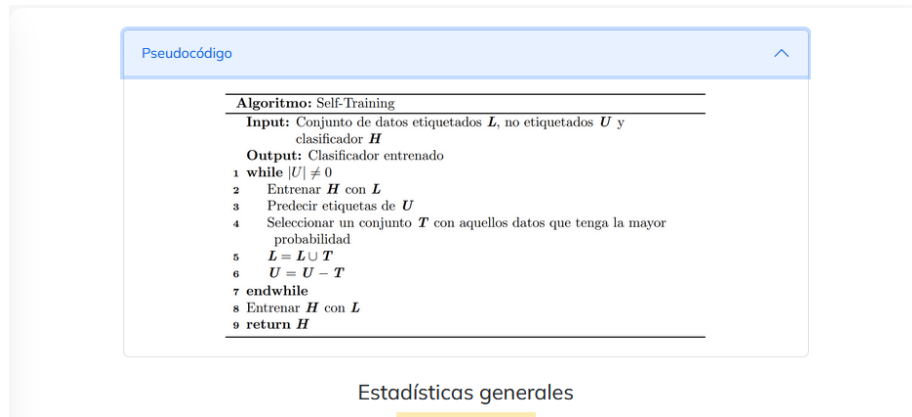 Pseudocódigo
Algoritmo: Self-Training
Input: Conjunto de datos etiquetados L, no etiquetados U y
clasificador H
Output: Clasificador entrenado
1 while |U| ≠ 0
2 Entrenar H con L
3 Predecir etiquetas de U
4 Seleccionar un conjunto T con aquellos datos que tenga la mayor
probabilidad
5 L = L ∪ T
6 U = U − T
7 endwhile
8 Entrenar H con L
9 return H
Estadísticas generales